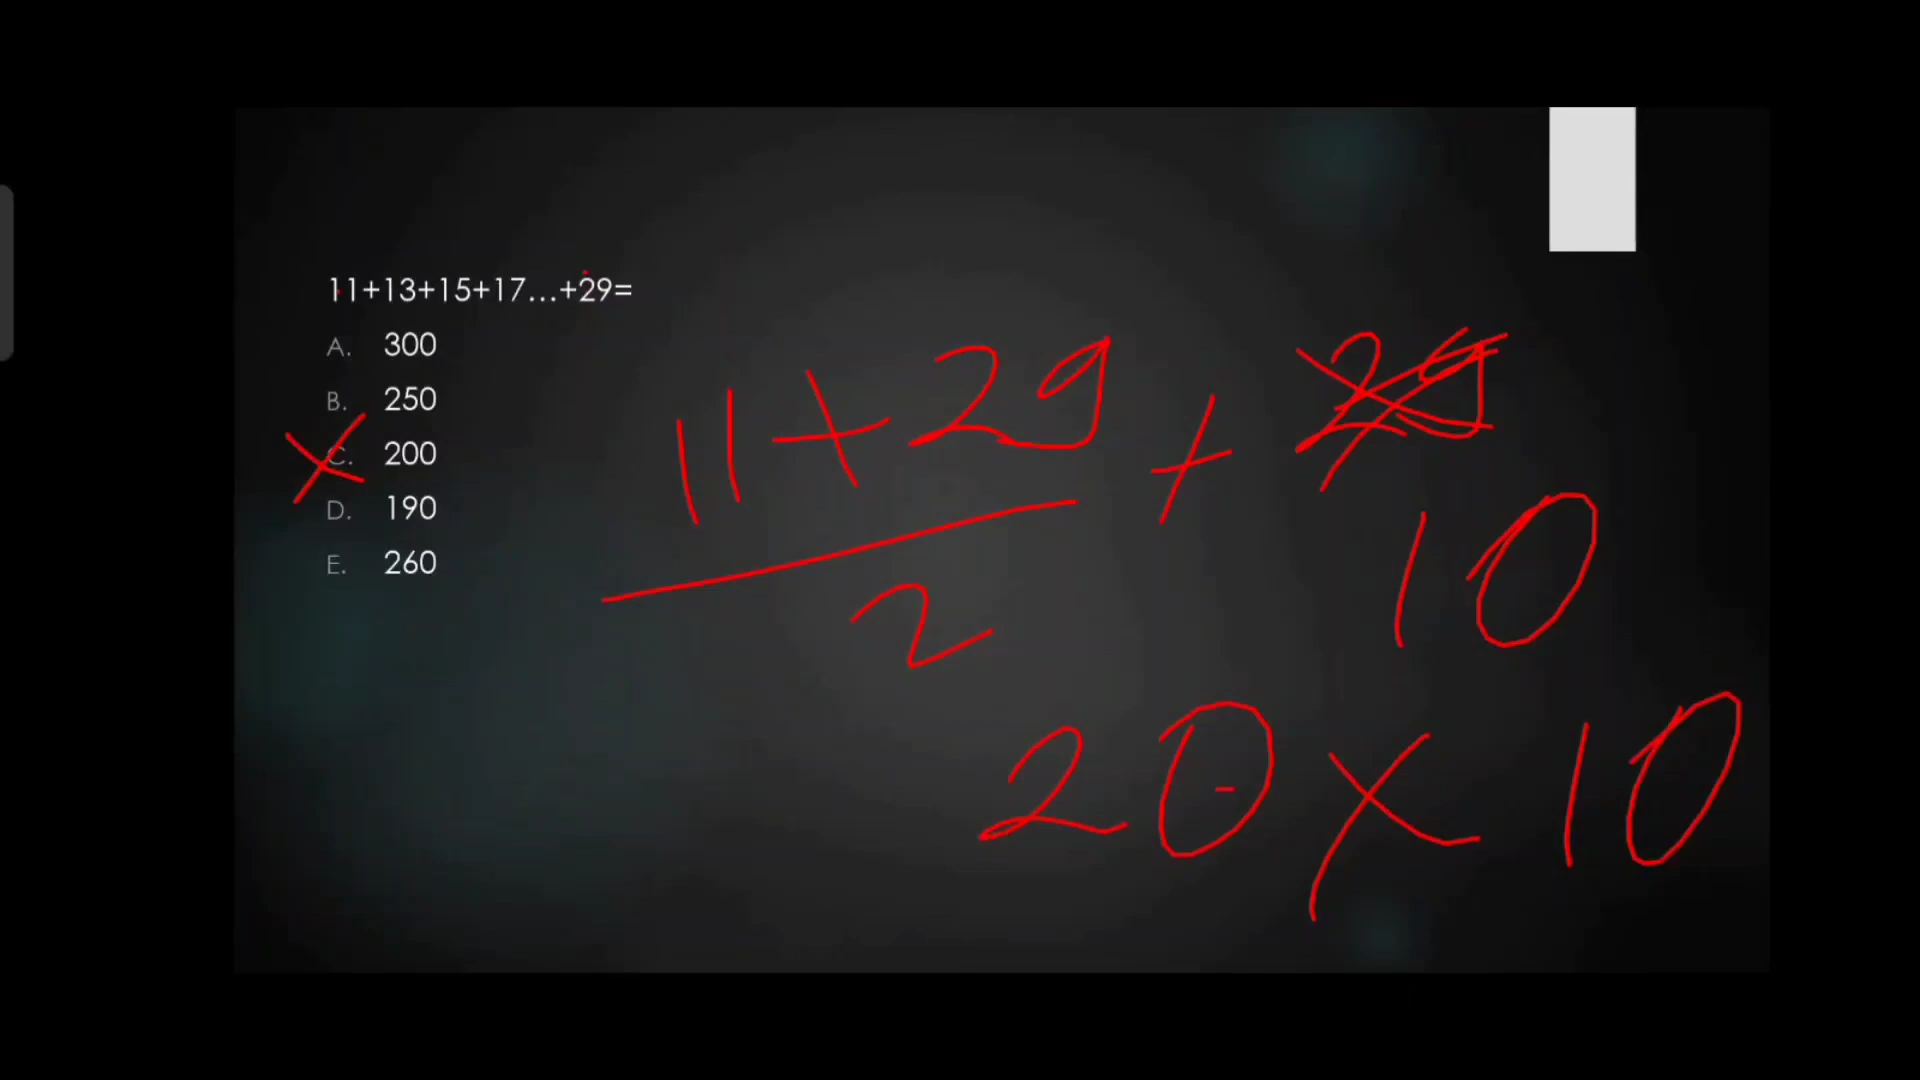 11+13+15+17...+29=
A. 300
B. 250
C. 200
D. 190
E. 260
11+29 +
2
10
20 x 10